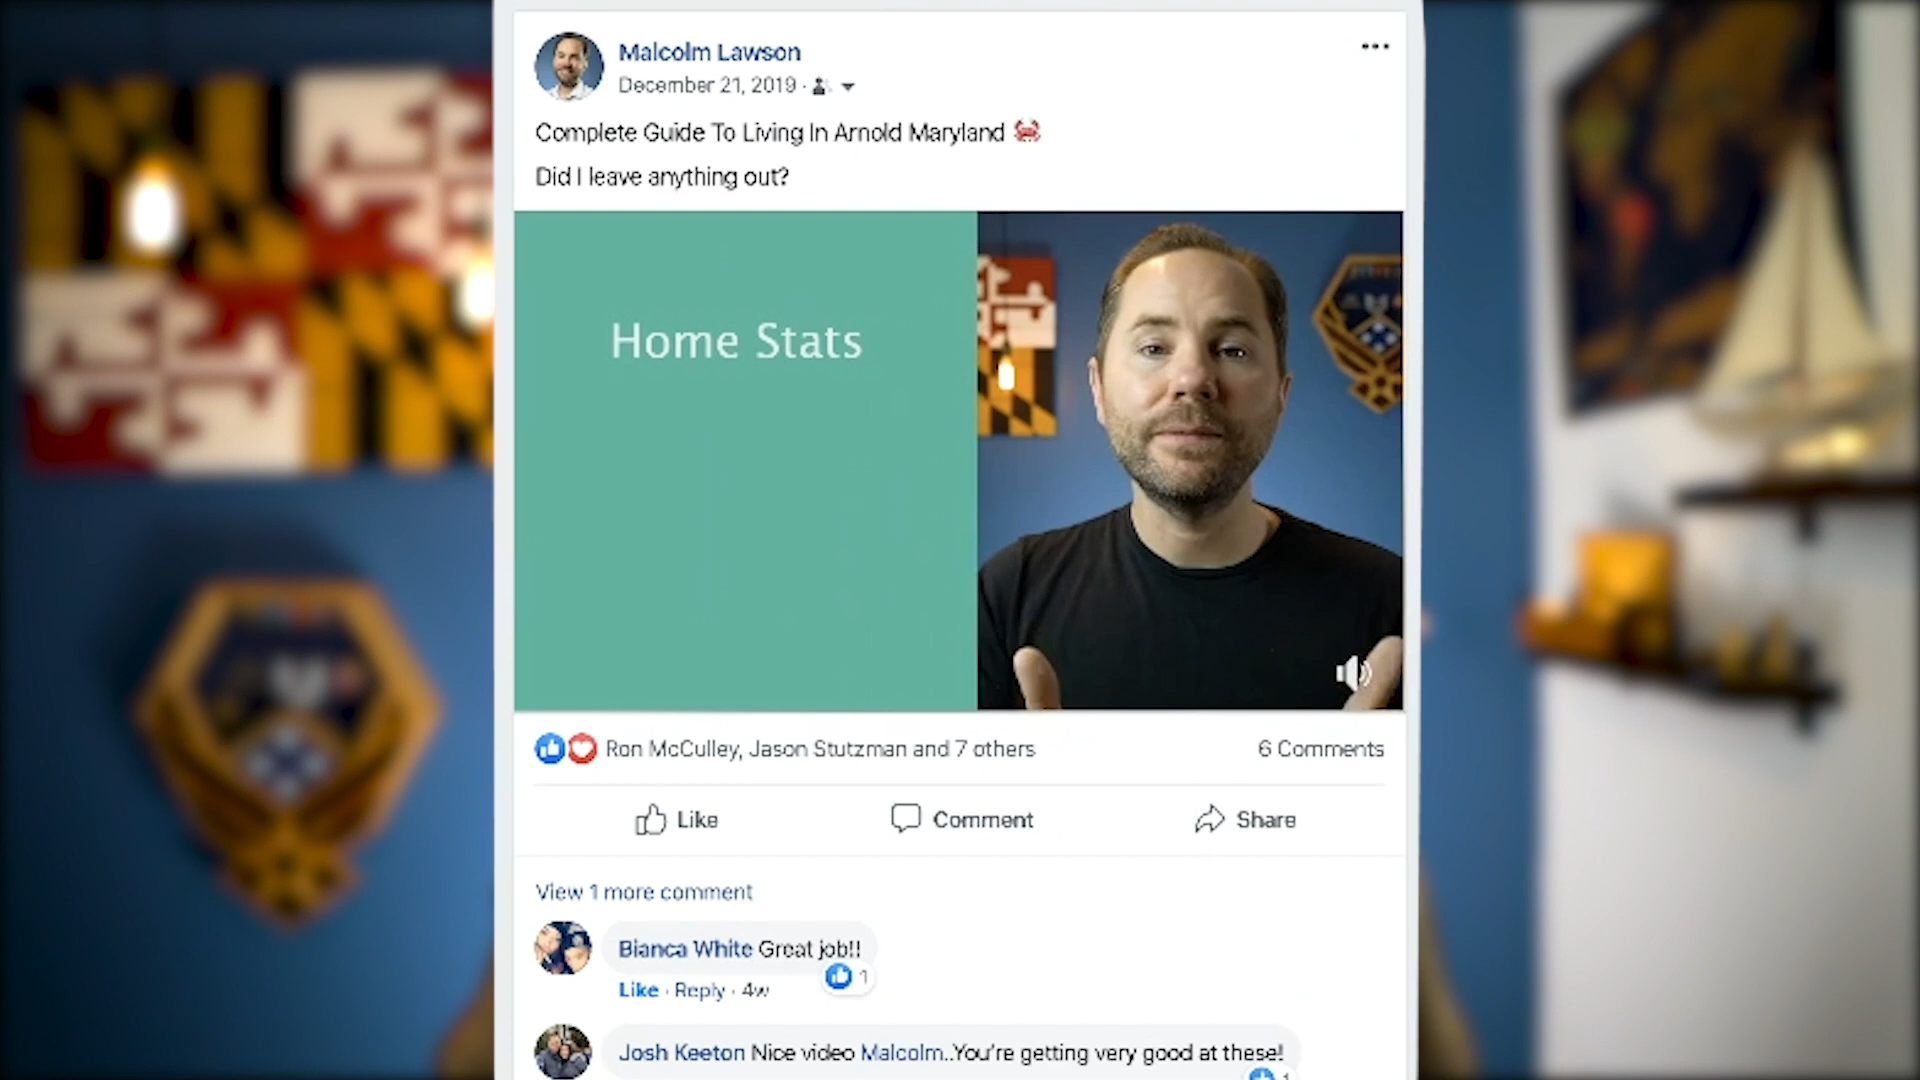 Malcolm Lawson
December 21, 2019 ·
Complete Guide To Living In Arnold Maryland 🦀
Did I leave anything out?
Home Stats
Ron McCulley, Jason Stutzman and 7 others
6 Comments
Like
Comment
Share
View 1 more comment
Bianca White Great job!!
1
Like · Reply · 4w
Josh Keeton Nice video Malcolm..You're getting very good at these!
1